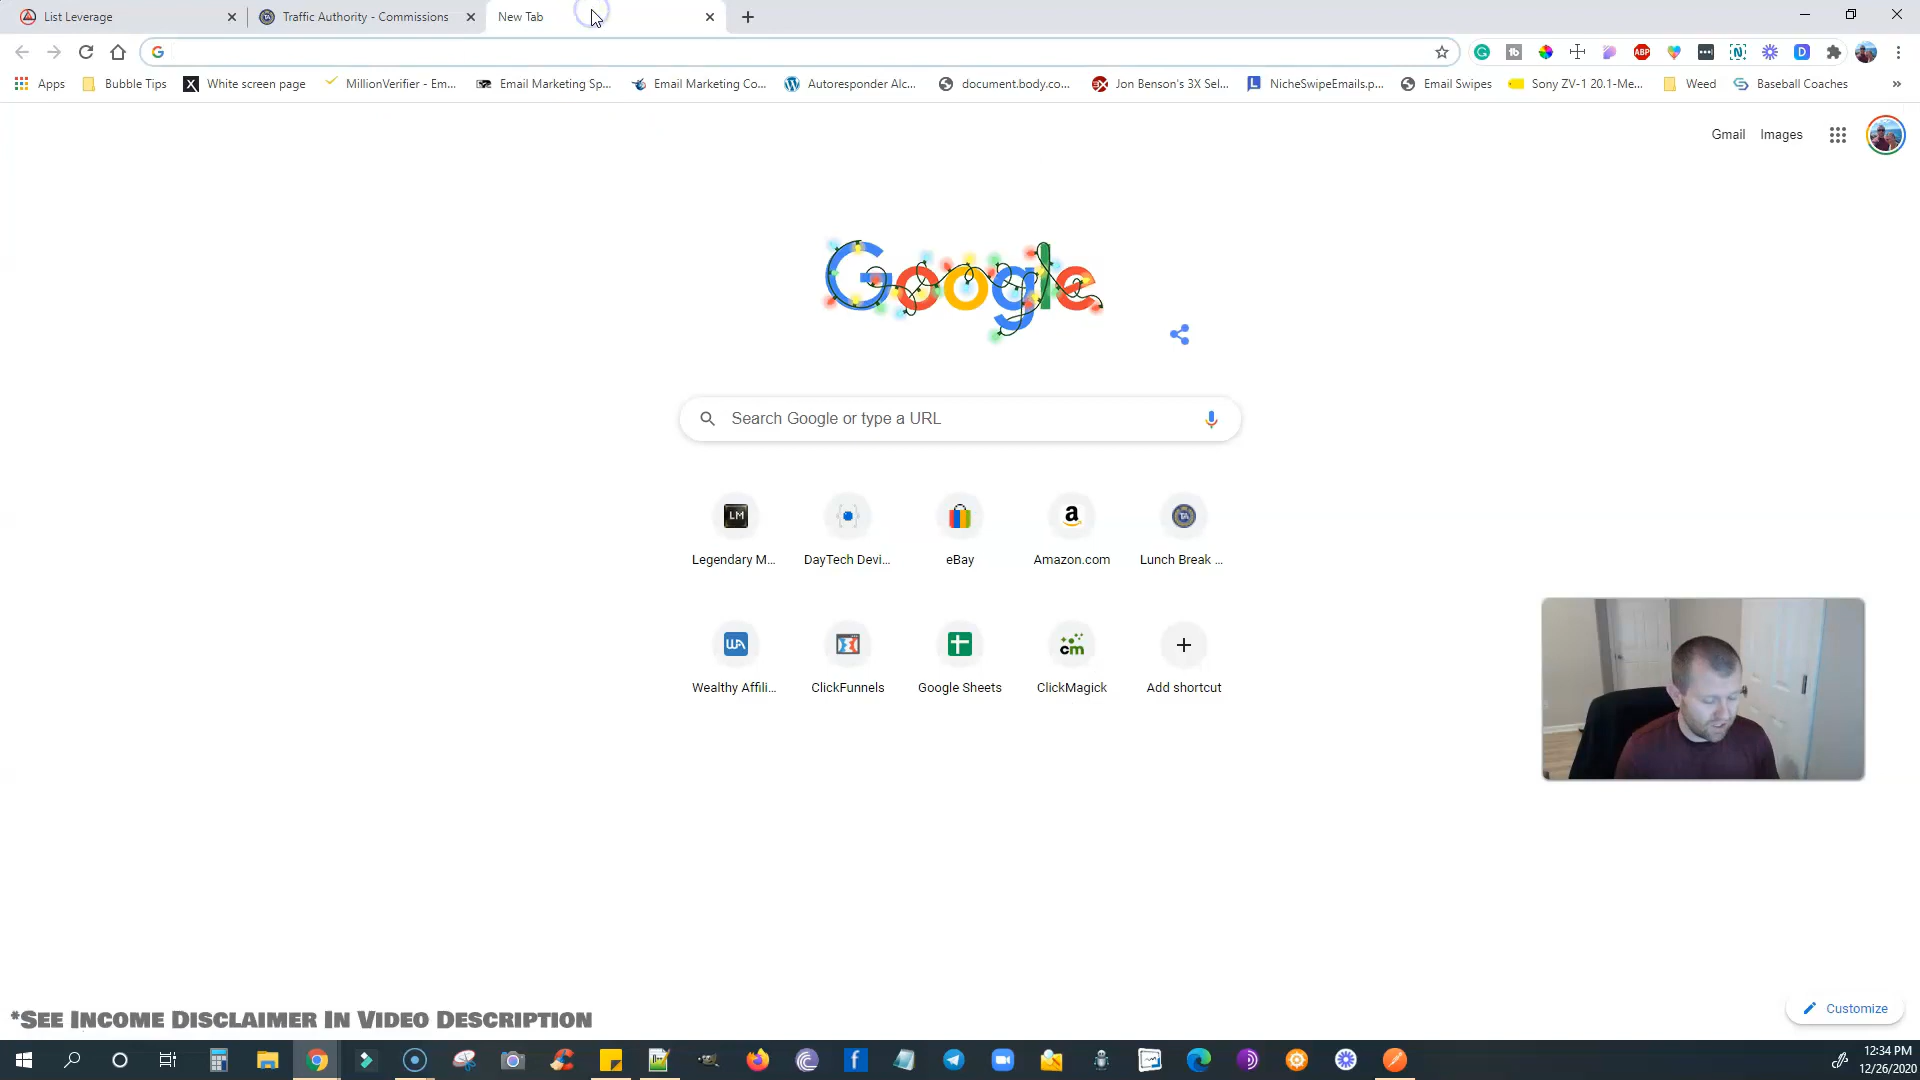 List Leverage
Traffic Authority - Commissions
New Tab
Apps
Bubble Tips
White screen page
MillionVerifier - Em...
Email Marketing Sp...
Email Marketing Co...
Autoresponder Alc...
document.body.co...
Jon Benson's 3X Sel...
NicheSwipeEmails.p...
Email Swipes
Sony ZV-1 20.1-Me...
Weed
Baseball Coaches
Gmail
Images
Google
Search Google or type a URL
LM
Legendary M...
DayTech Devi...
eBay
a
Amazon.com
TA
Lunch Break ...
WA
Wealthy Affili...
ClickFunnels
Google Sheets
cm
ClickMagick
Add shortcut
Customize
*See Income Disclaimer In Video Description
12:34 PM
12/26/2020